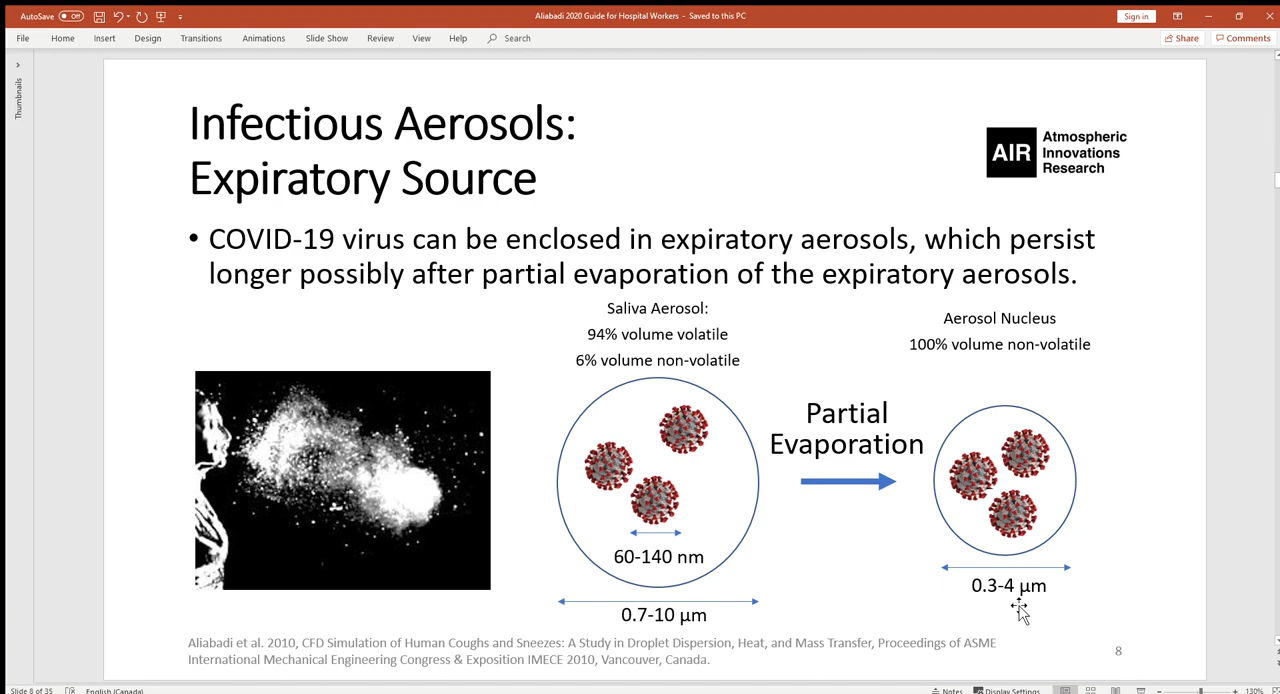 AutoSave Off
Aliabadi 2020 Guide for Hospital Workers - Saved to this PC
Sign in
File Home Insert Design Transitions Animations Slide Show Review View Help Search
Share Comments
Thumbnails
Infectious Aerosols:
Expiratory Source
AIR
Atmospheric
Innovations
Research
• COVID-19 virus can be enclosed in expiratory aerosols, which persist
longer possibly after partial evaporation of the expiratory aerosols.
Saliva Aerosol:
94% volume volatile
6% volume non-volatile
Aerosol Nucleus
100% volume non-volatile
Partial
Evaporation
60-140 nm
0.7-10 µm
0.3-4 µm
Aliabadi et al. 2010, CFD Simulation of Human Coughs and Sneezes: A Study in Droplet Dispersion, Heat, and Mass Transfer, Proceedings of ASME
International Mechanical Engineering Congress & Exposition IMECE 2010, Vancouver, Canada.
8
Slide 8 of 35 English (Canada) Notes Display Settings 130%